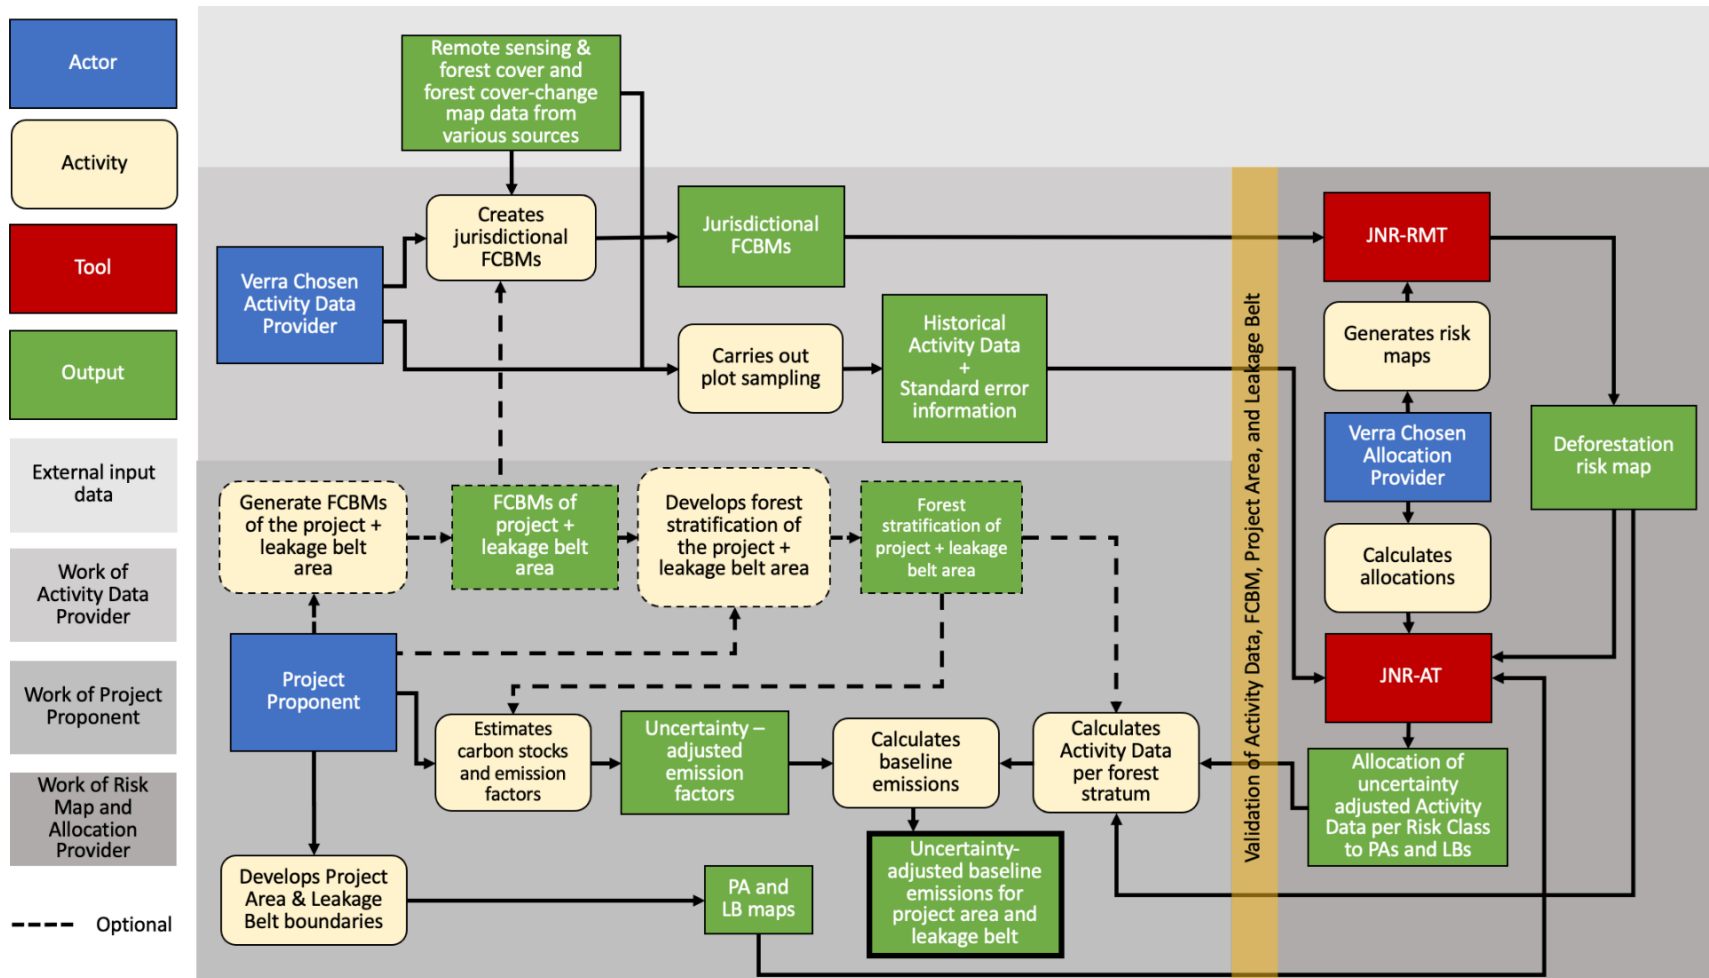 Actor
Activity
Tool
Output
External input
data
Work of
Activity Data
Provider
Work of Project
Proponent
Work of Risk
Map and
Allocation
Provider
Optional
Remote sensing &
forest cover and
forest cover-change
map data from
various sources
Creates
jurisdictional
FCBMs
Jurisdictional
FCBMs
Verra Chosen
Activity Data
Provider
Carries out
plot sampling
Historical
Activity Data
+
Standard error
information
Generate FCBMs
of the project +
leakage belt
area
FCBMs of
project +
leakage belt
area
Develops forest
stratification of
the project +
leakage belt area
Forest
stratification of
project + leakage
belt area
Project
Proponent
Estimates
carbon stocks
and emission
factors
Uncertainty –
adjusted
emission
factors
Calculates
baseline
emissions
Calculates
Activity Data
per forest
stratum
Develops Project
Area & Leakage
Belt boundaries
PA and
LB maps
Uncertainty-
adjusted baseline
emissions for
project area and
leakage belt
Validation of Activity Data, FCBM, Project Area, and Leakage Belt
JNR-RMT
Generates risk
maps
Verra Chosen
Allocation
Provider
Deforestation
risk map
Calculates
allocations
JNR-AT
Allocation of
uncertainty
adjusted Activity
Data per Risk Class
to PAs and LBs